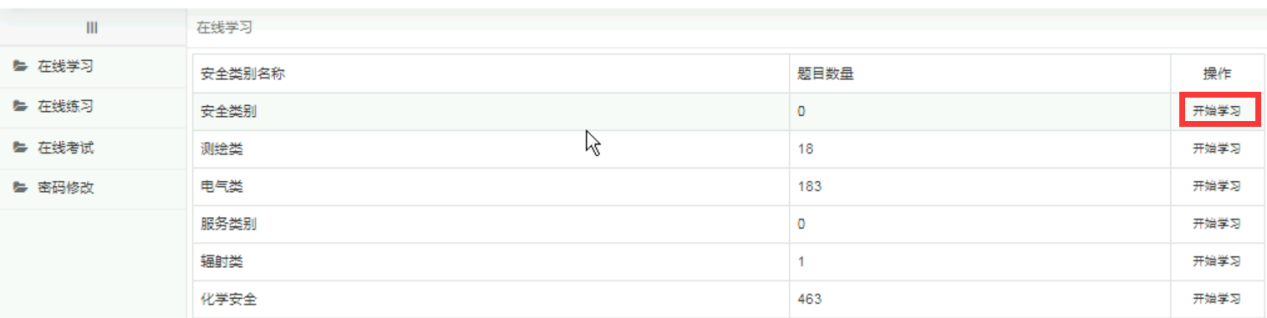 在线学习
在线学习
在线练习
在线考试
密码修改
安全类别名称 题目数量 操作
安全类别 0 开始学习
测绘类 18 开始学习
电气类 183 开始学习
服务类别 0 开始学习
辐射类 1 开始学习
化学安全 463 开始学习